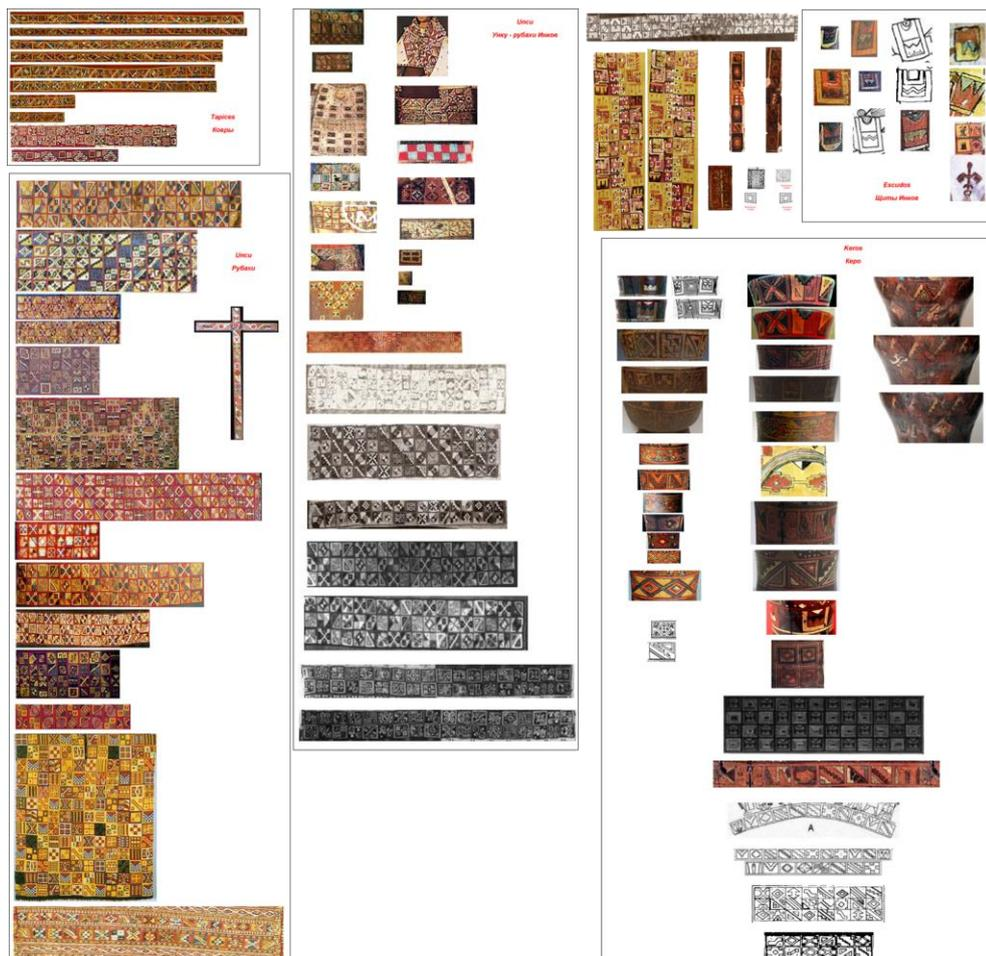 Tapices
Ковры
Uncu
Рубахи
Uncu
Унку - рубахи Инков
Escudos
Щиты Инков
Keros
Керо
A